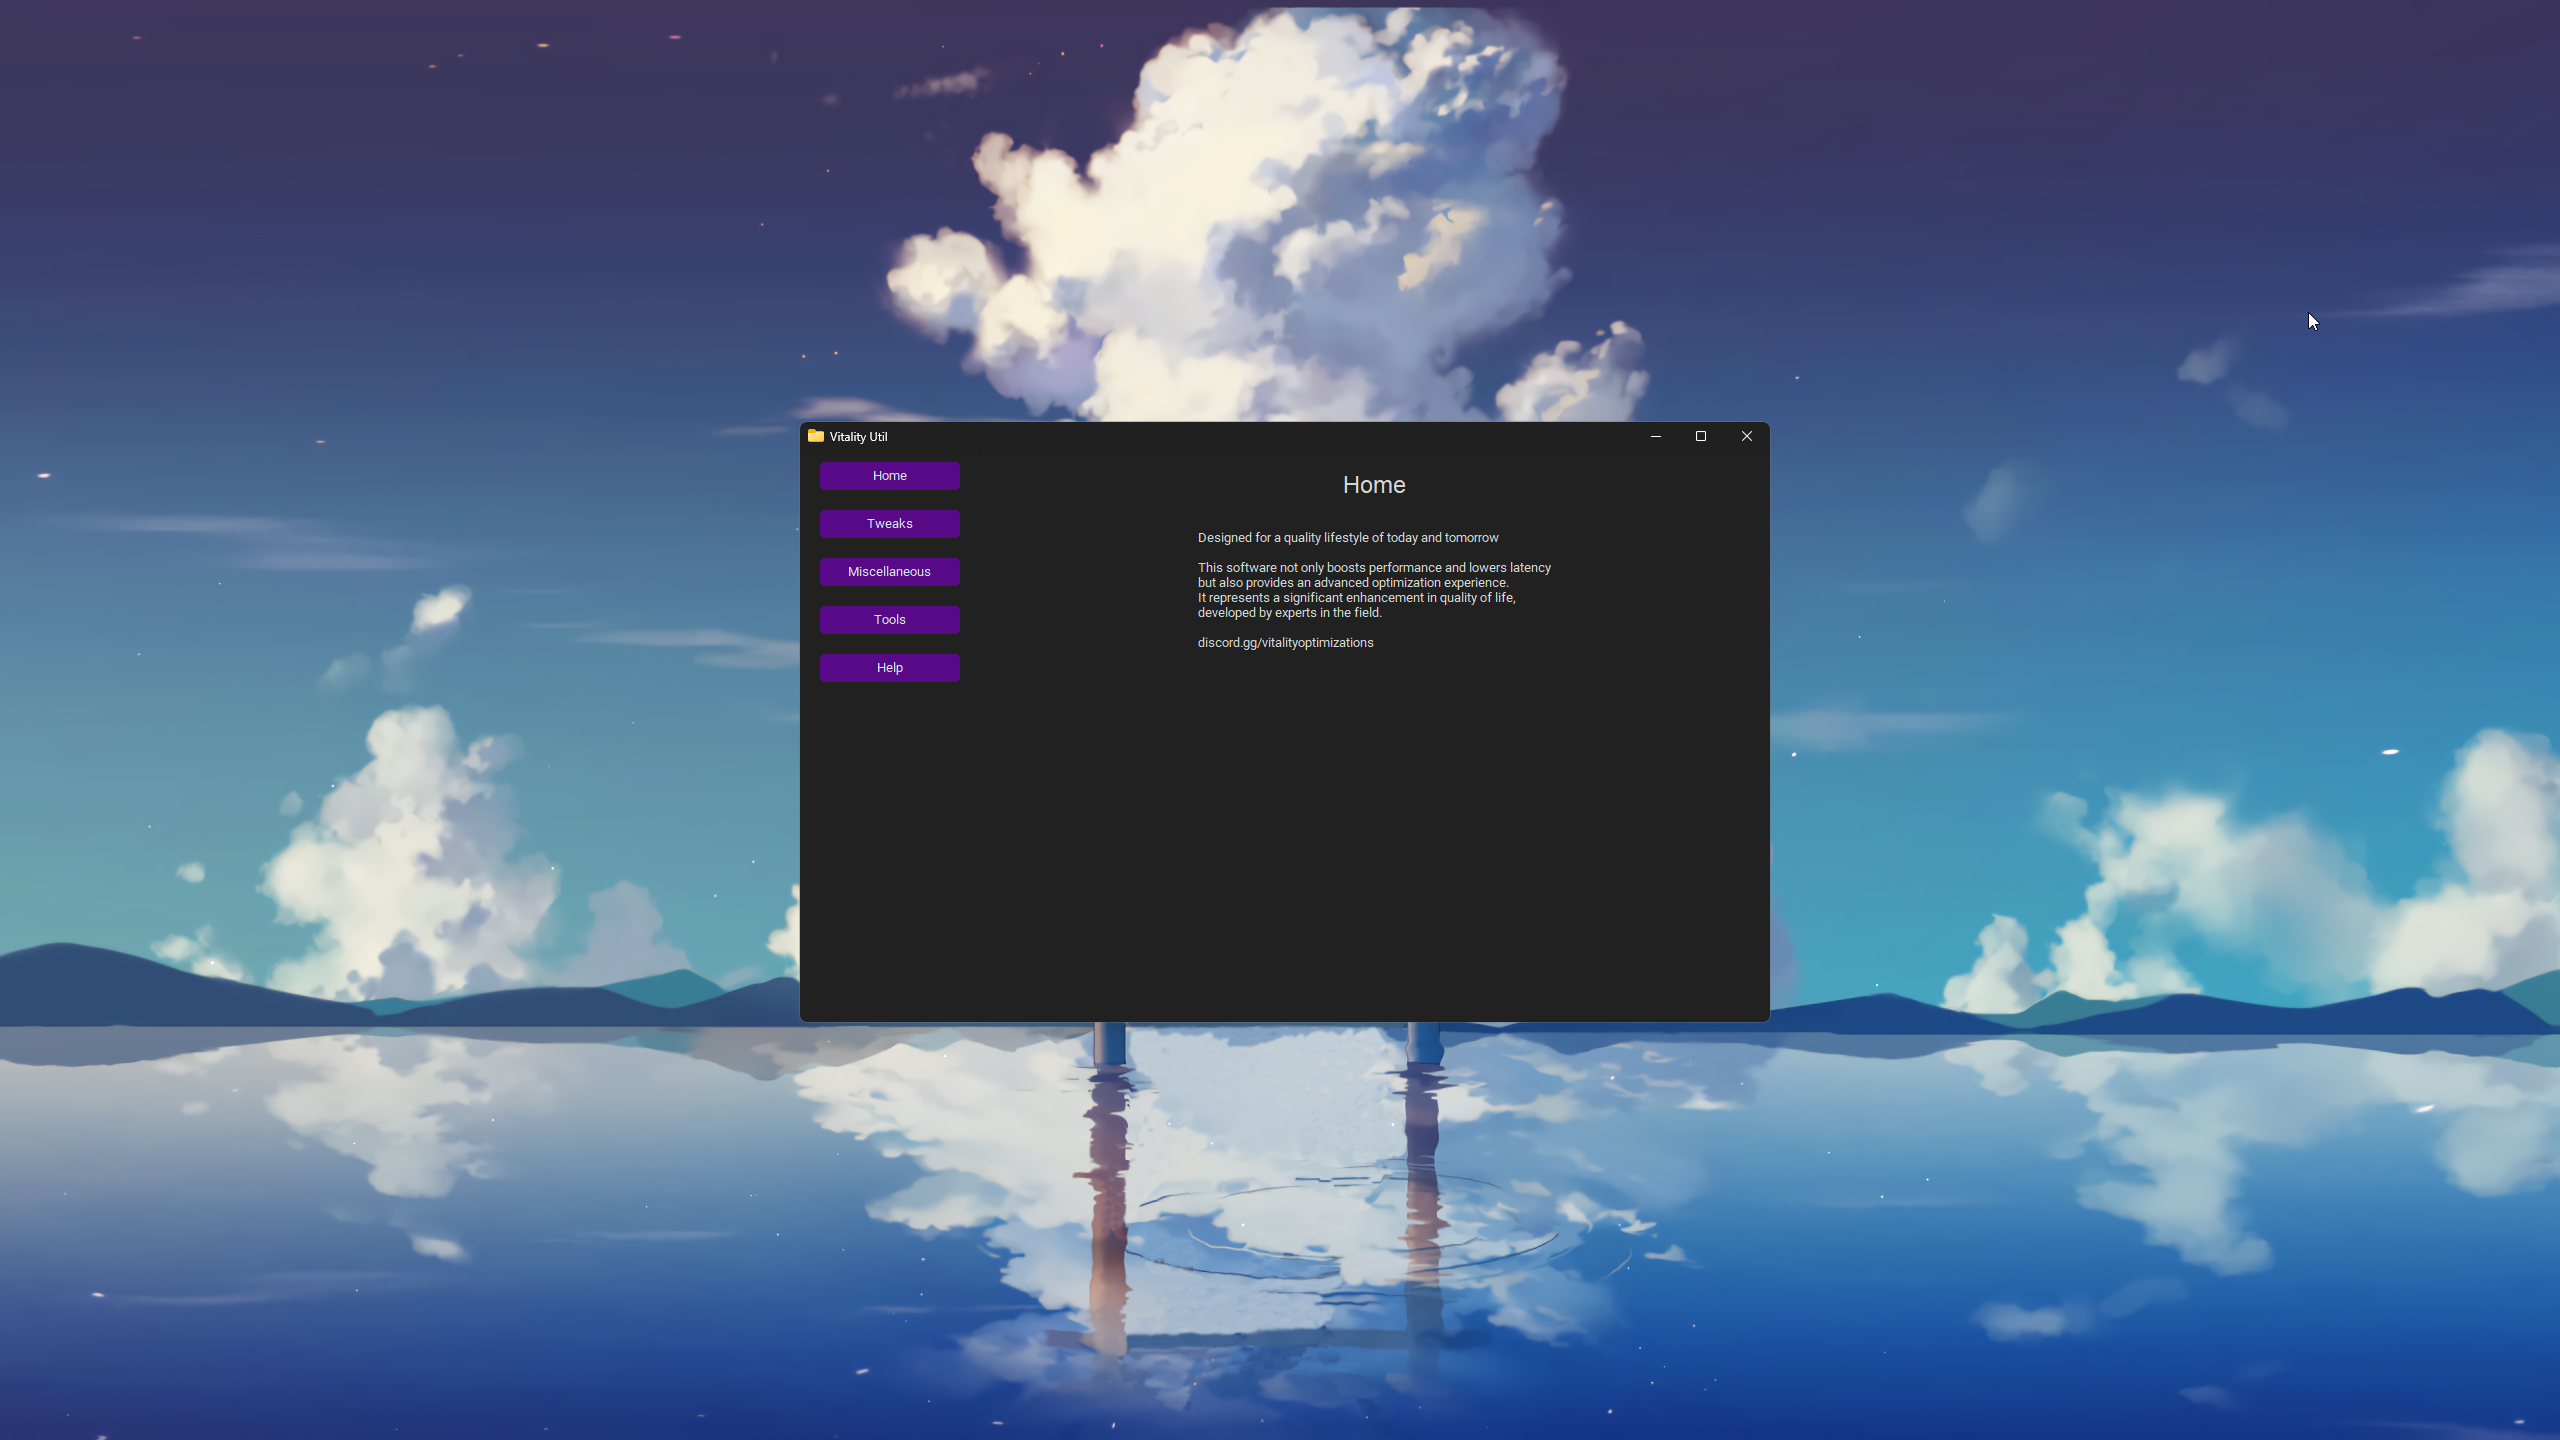 Vitality Util
Home
Tweaks
Miscellaneous
Tools
Help
Home
Designed for a quality lifestyle of today and tomorrow
This software not only boosts performance and lowers latency
but also provides an advanced optimization experience.
It represents a significant enhancement in quality of life,
developed by experts in the field.
discord.gg/vitalityoptimizations